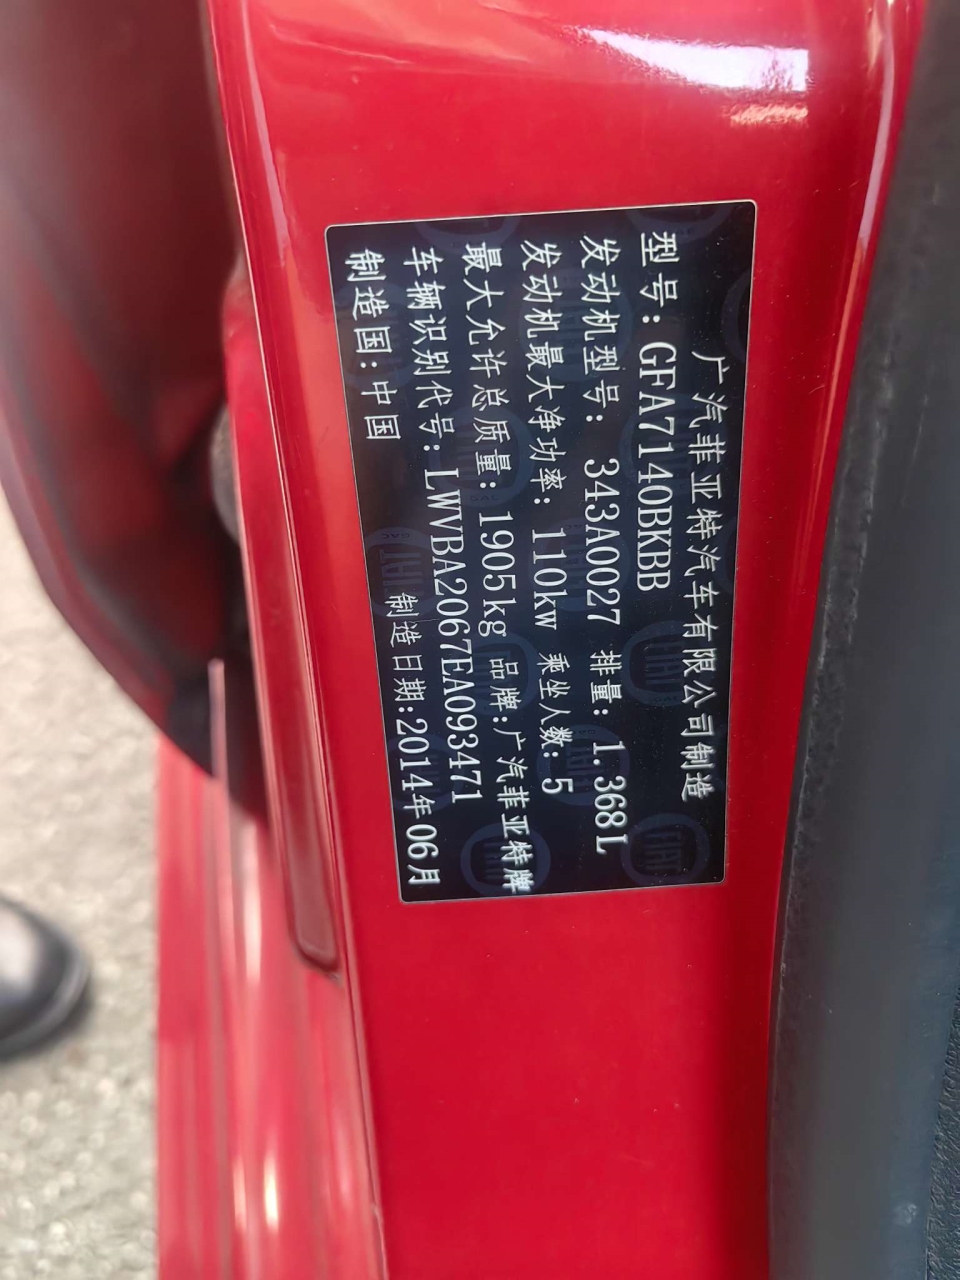 广汽菲亚特汽车有限公司制造
型号：GFA7140BKBB
发动机型号：343A0027 排量：1.368L
发动机最大净功率：110kw 乘坐人数：5
最大允许总质量：1905kg 品牌：广汽菲亚特牌
车辆识别代号：LWVBA2067EA093471
制造国：中国 制造日期：2014年06月